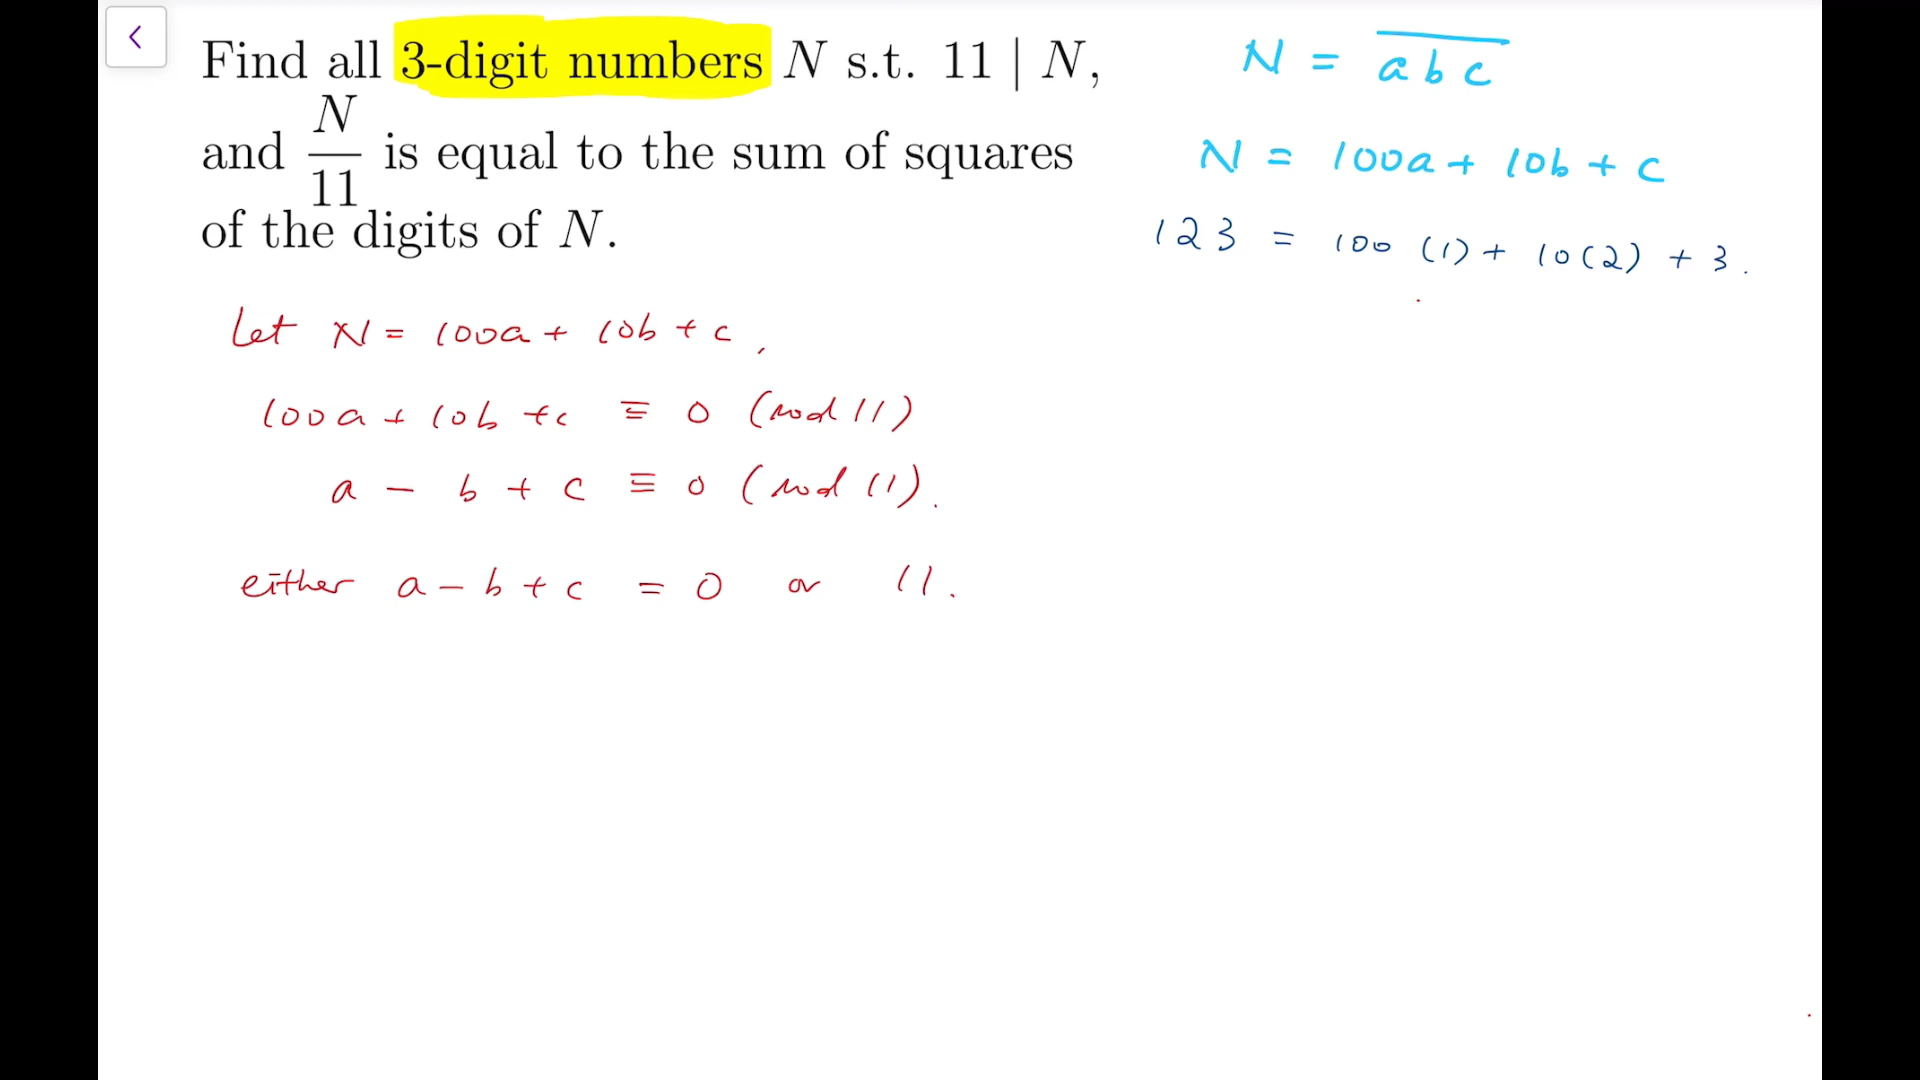 Find all 3-digit numbers N s.t. 11 | N,
and N/11 is equal to the sum of squares
of the digits of N.
N = a̅b̅c̅
N = 100a + 10b + c
123 = 100 (1) + 10(2) + 3.
Let N = 100a + 10b + c,
100a + 10b + c ≡ 0 (mod 11)
a - b + c ≡ 0 (mod 11).
either a - b + c = 0 or 11.